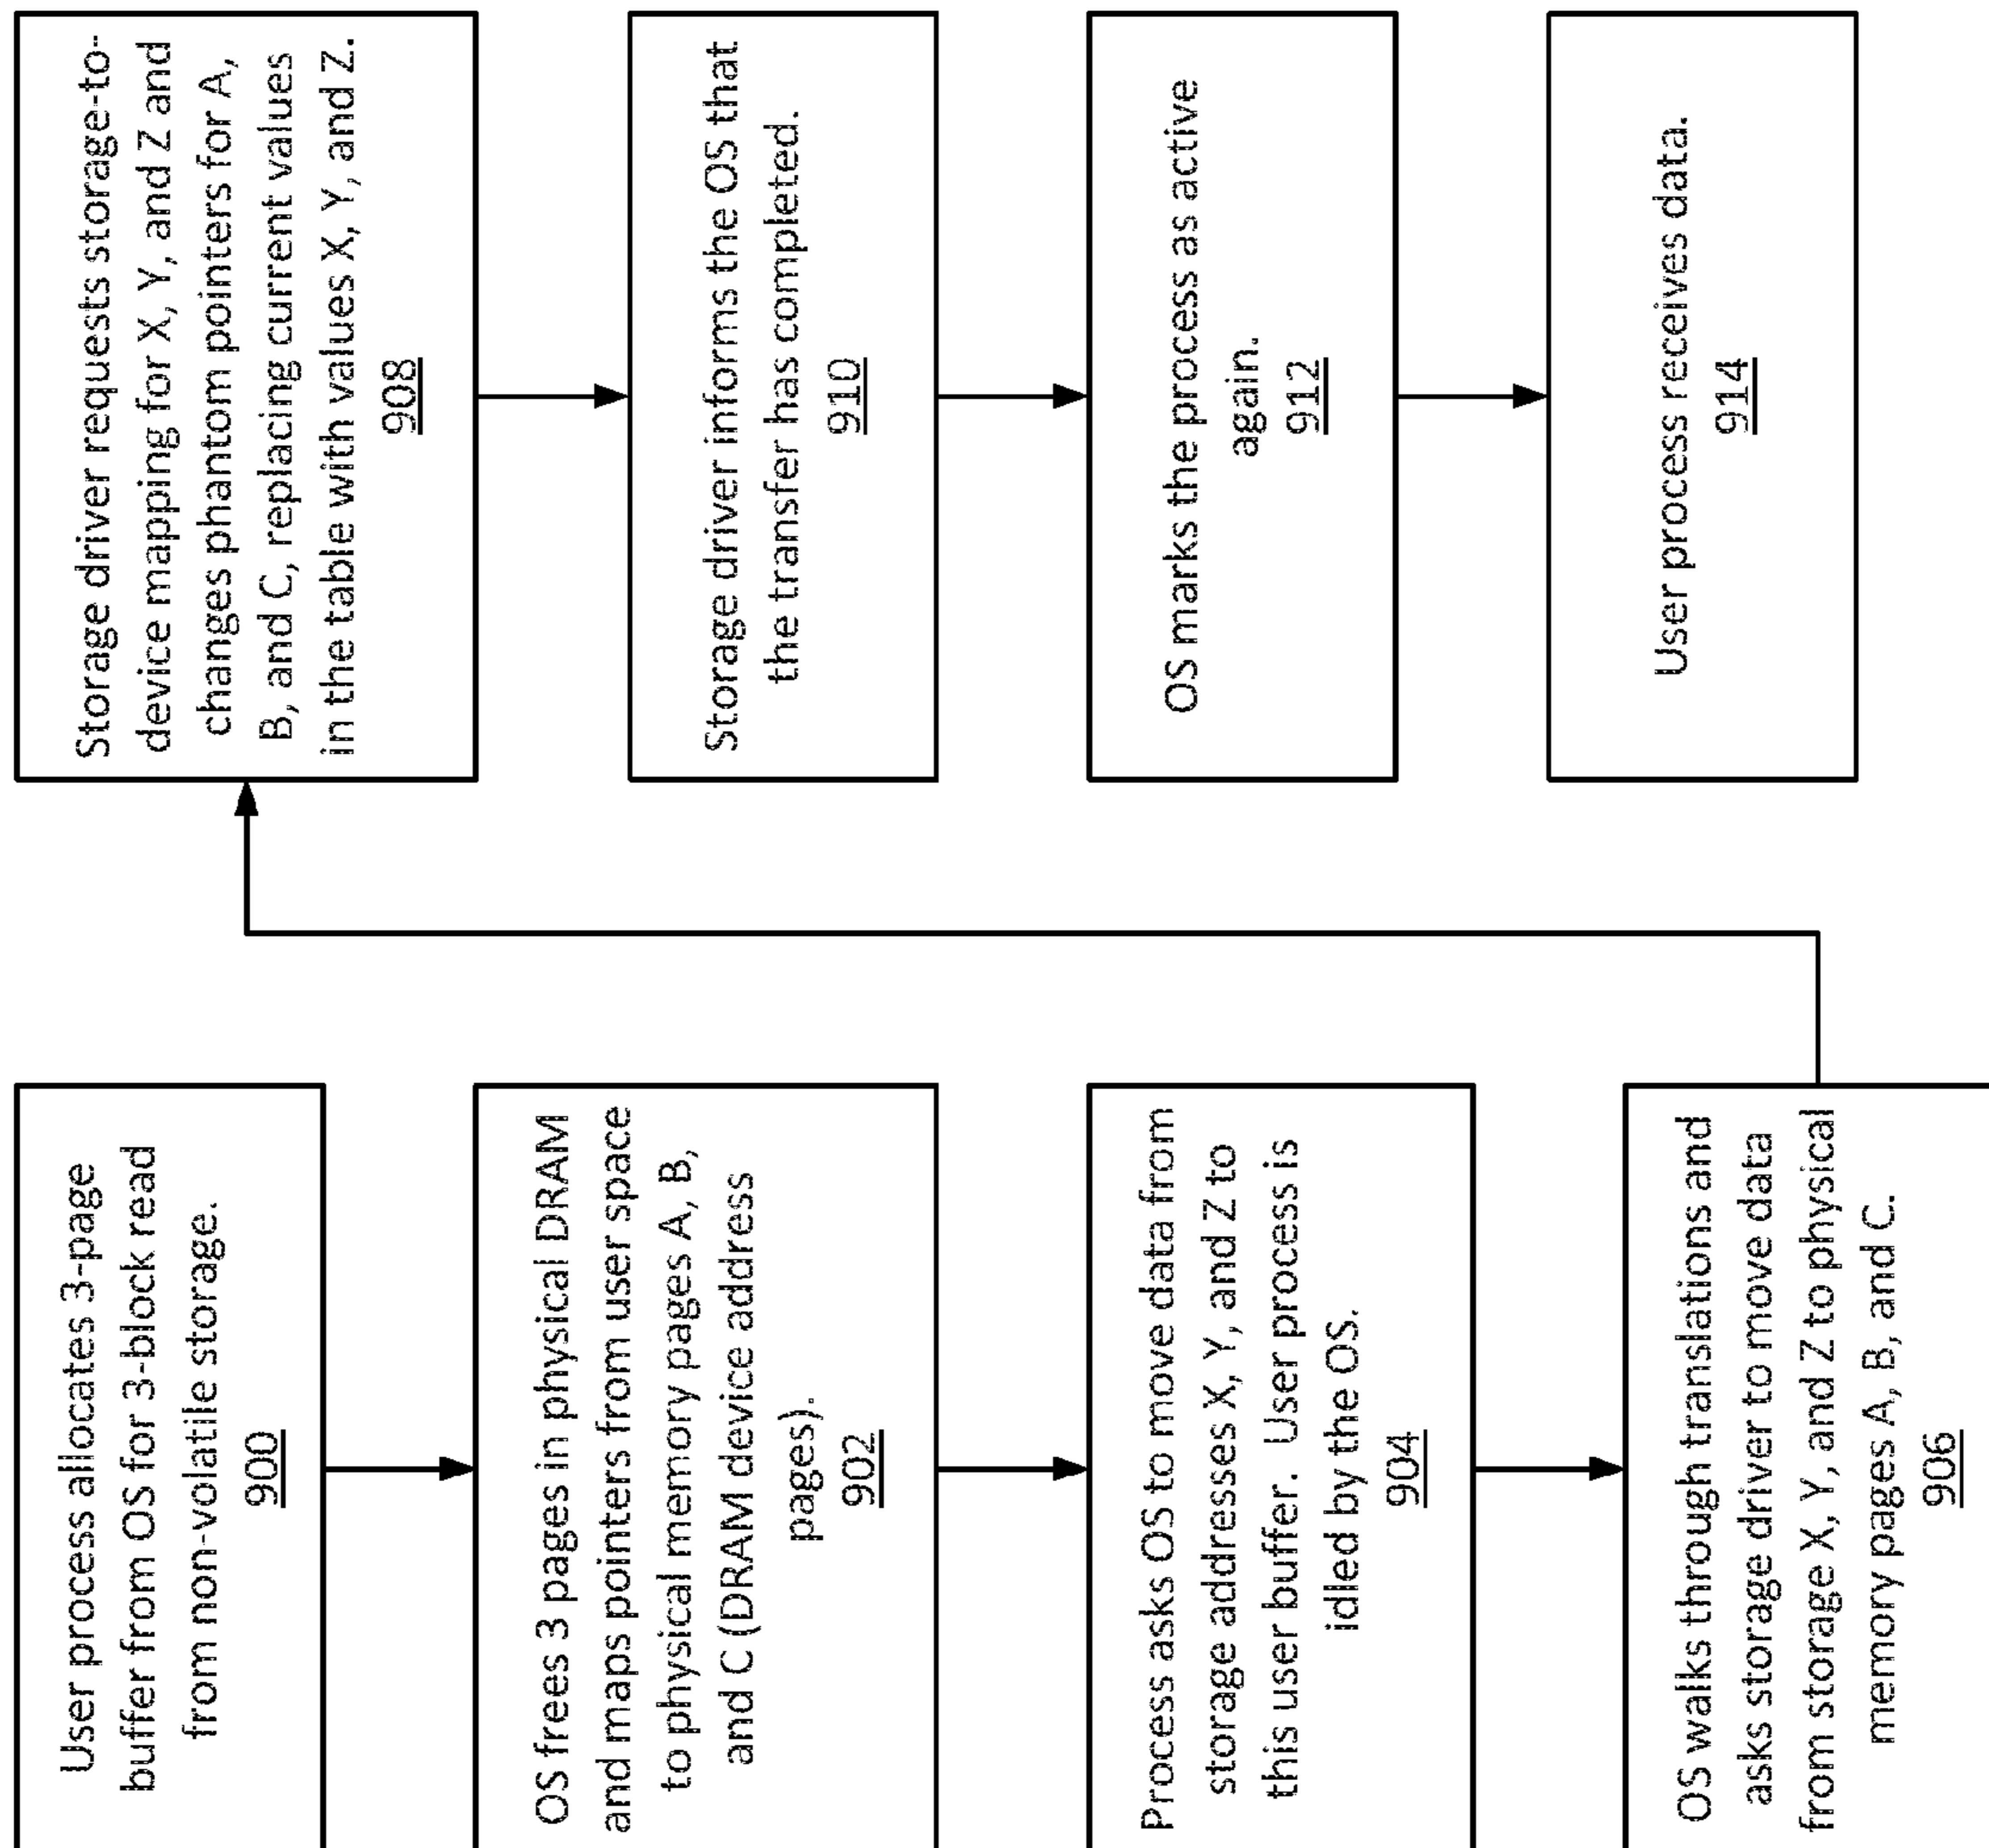 User process allocates 3-page
buffer from OS for 3-block read
from non-volatile storage.
900
OS frees 3 pages in physical DRAM
and maps pointers from user space
to physical memory pages A, B,
and C (DRAM device address
pages).
902
Process asks OS to move data from
storage addresses X, Y, and Z to
this user buffer. User process is
idled by the OS.
904
OS walks through translations and
asks storage driver to move data
from storage X, Y, and Z to physical
memory pages A, B, and C.
906
Storage driver requests storage-to-
device mapping for X, Y, and Z and
changes phantom pointers for A,
B, and C, replacing current values
in the table with values X, Y, and Z.
908
Storage driver informs the OS that
the transfer has completed.
910
OS marks the process as active
again.
912
User process receives data.
914